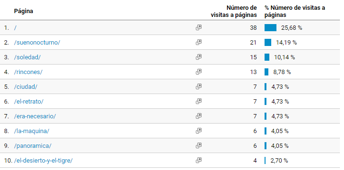 Página
Número de visitas a páginas
% Número de visitas a páginas
1. / 38 25,68 %
2. /suenonocturno/ 21 14,19 %
3. /soledad/ 15 10,14 %
4. /rincones/ 13 8,78 %
5. /ciudad/ 7 4,73 %
6. /el-retrato/ 7 4,73 %
7. /era-necesario/ 7 4,73 %
8. /la-maquina/ 6 4,05 %
9. /panoramica/ 6 4,05 %
10. /el-desierto-y-el-tigre/ 4 2,70 %